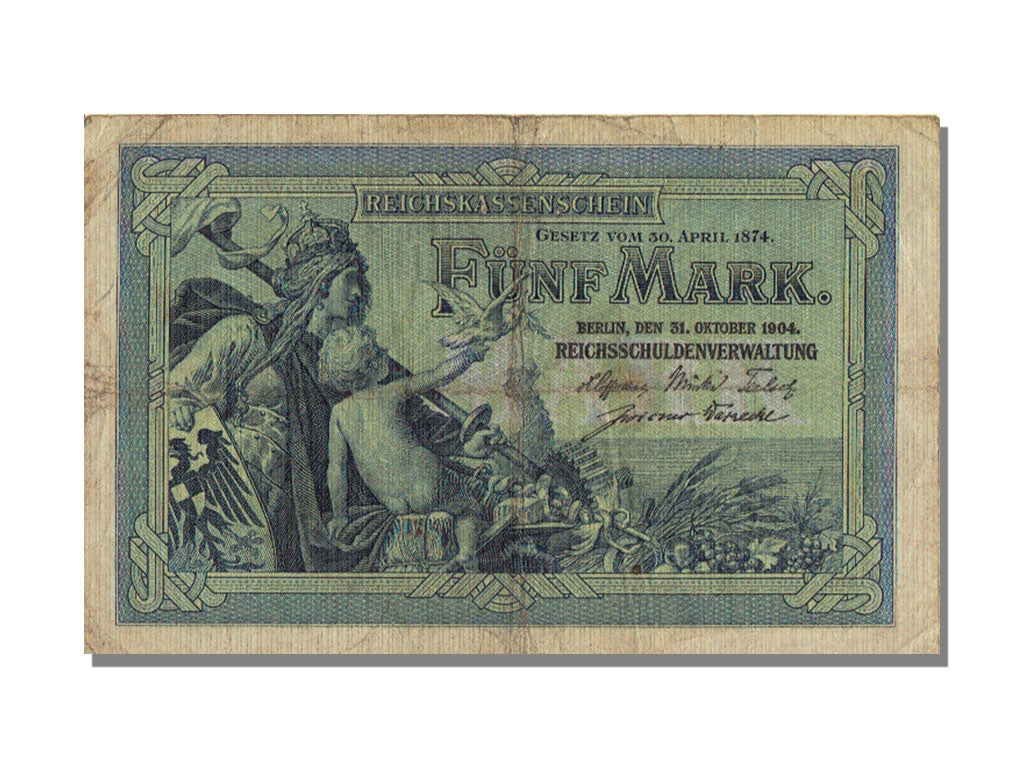 REICHSKASSENSCHEIN
GESETZ VOM 30. APRIL 1874.
FÜNF MARK.
BERLIN, DEN 31. OKTOBER 1904.
REICHSSCHULDENVERWALTUNG